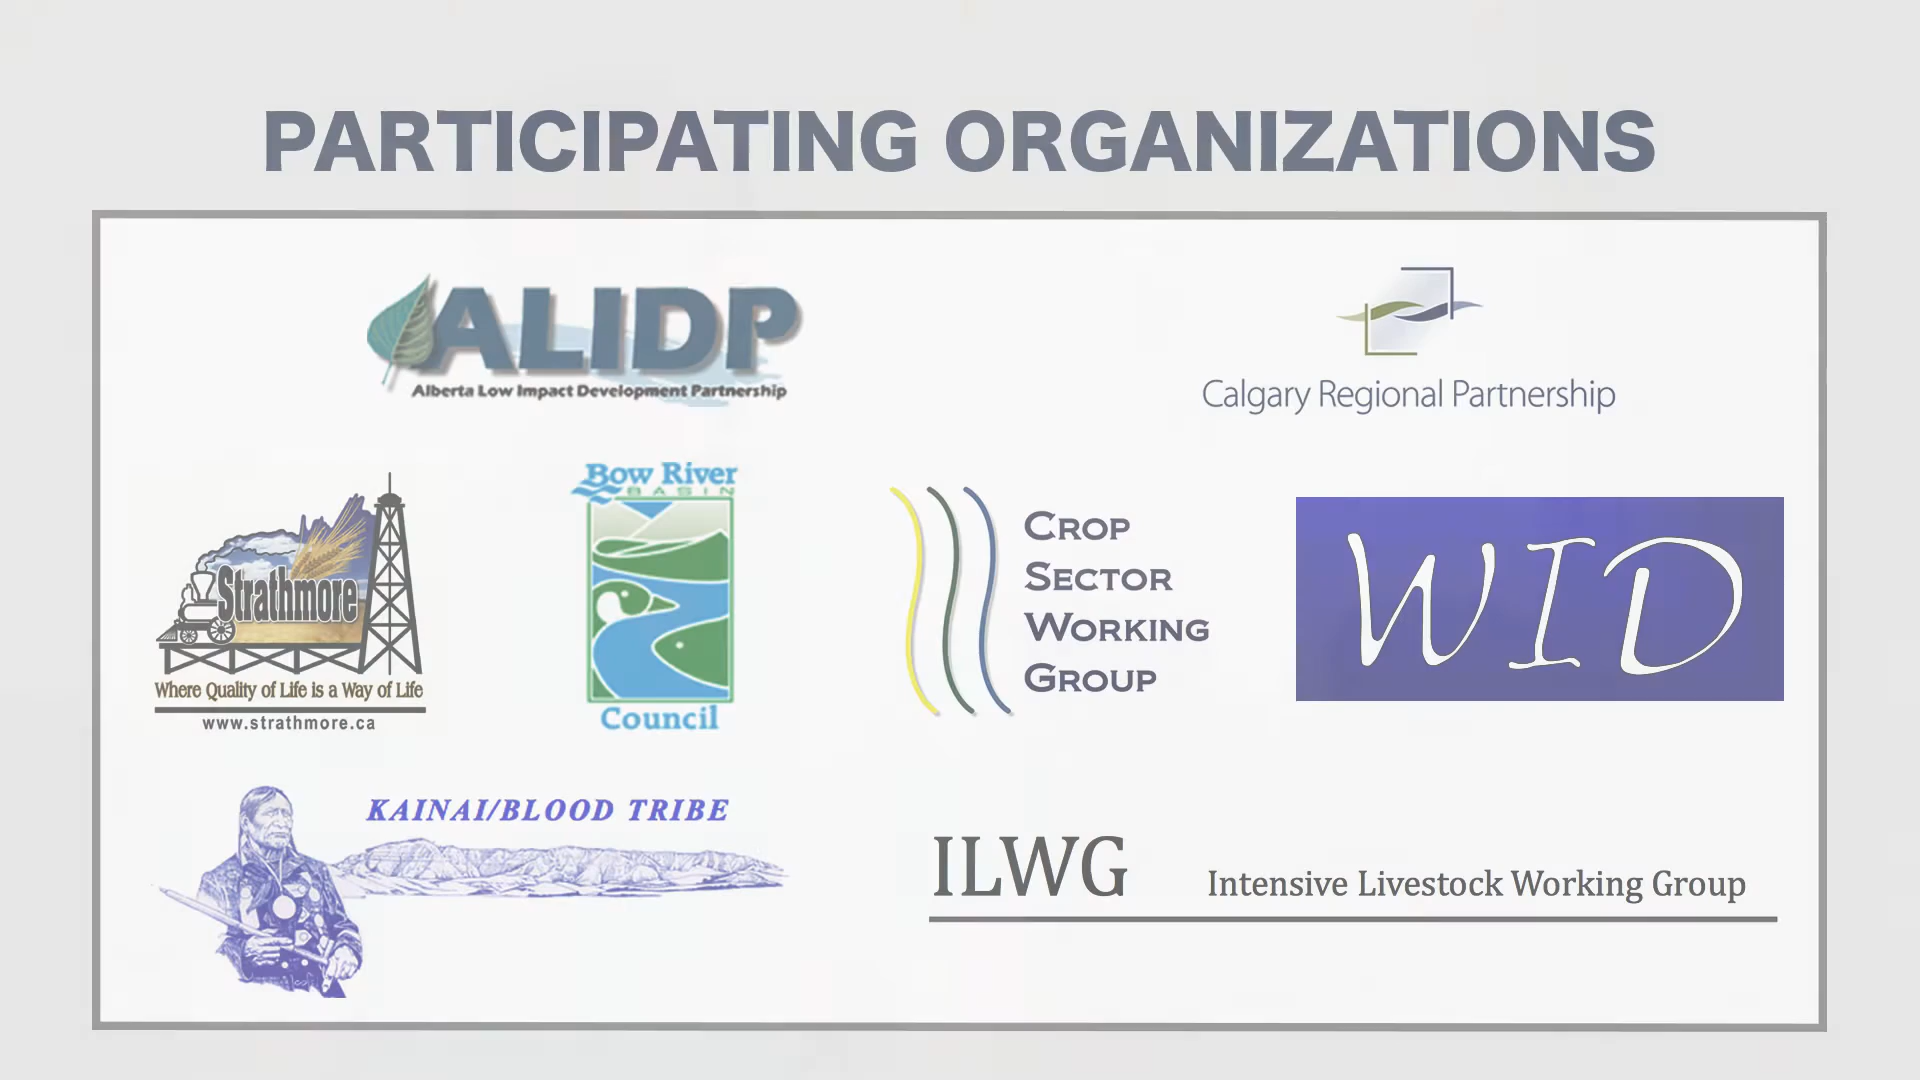 PARTICIPATING ORGANIZATIONS
ALIDP
Alberta Low Impact Development Partnership
Calgary Regional Partnership
Strathmore
Where Quality of Life is a Way of Life
www.strathmore.ca
Bow River
BASIN
Council
CROP
SECTOR
WORKING
GROUP
WID
KAINAI/BLOOD TRIBE
ILWG
Intensive Livestock Working Group